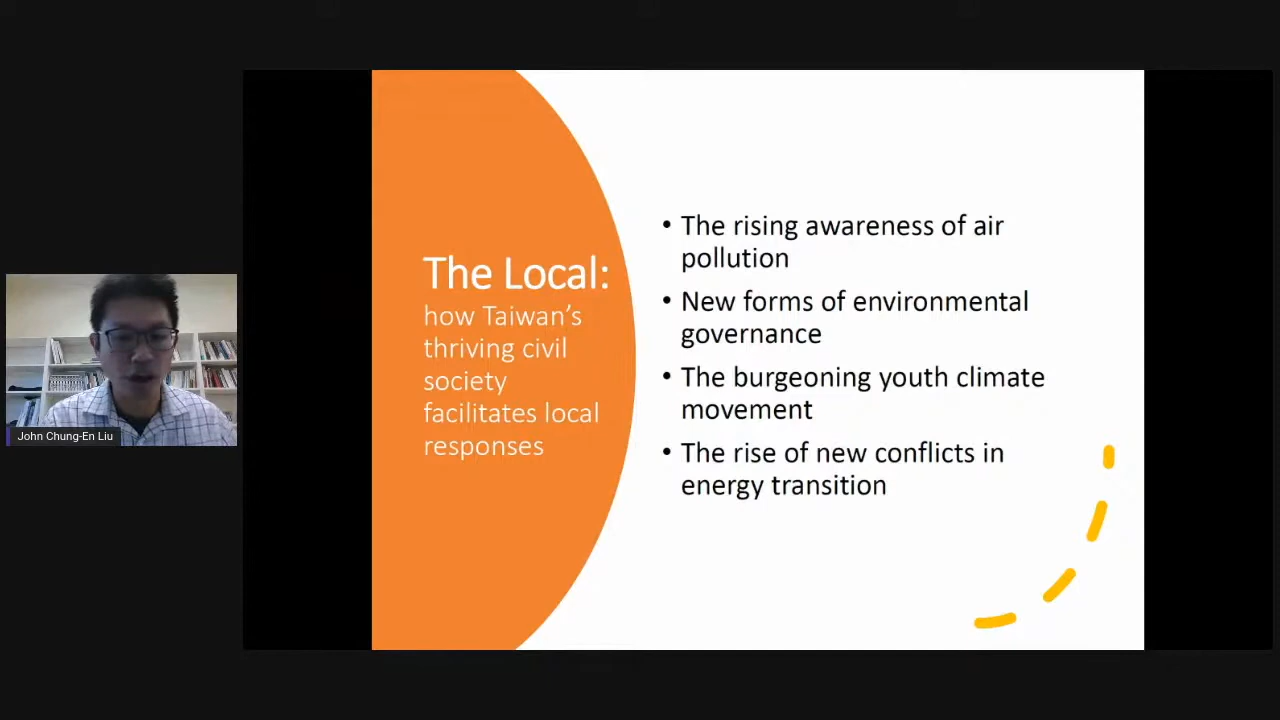 The Local:
how Taiwan’s
thriving civil
society
facilitates local
responses
• The rising awareness of air
pollution
• New forms of environmental
governance
• The burgeoning youth climate
movement
• The rise of new conflicts in
energy transition
John Chung-En Liu